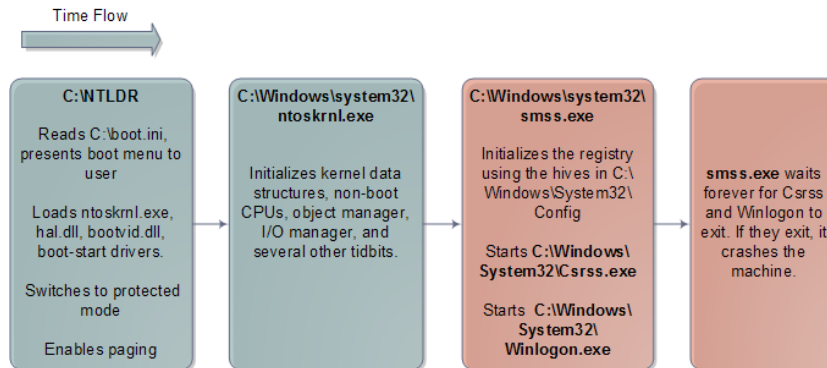 Time Flow
C:\NTLDR
Reads C:\boot.ini,
presents boot menu to
user
Loads ntoskrnl.exe,
hal.dll, bootvid.dll,
boot-start drivers.
Switches to protected
mode
Enables paging
C:\Windows\system32\
ntoskrnl.exe
Initializes kernel data
structures, non-boot
CPUs, object manager,
I/O manager, and
several other tidbits.
C:\Windows\system32\
smss.exe
Initializes the registry
using the hives in C:\
Windows\System32\
Config
Starts C:\Windows\
System32\Csrss.exe
Starts C:\Windows\
System32\
Winlogon.exe
smss.exe waits
forever for Csrss
and Winlogon to
exit. If they exit, it
crashes the
machine.